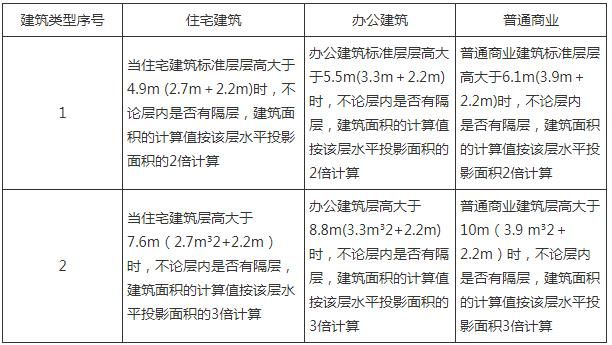 建筑类型序号
住宅建筑
办公建筑
普通商业
1
当住宅建筑标准层层高大于
4.9m (2.7m + 2.2m)时，不
论层内是否有隔层，建筑面
积的计算值按该层水平投影
面积的2倍计算
办公建筑标准层层高大
于5.5m(3.3m + 2.2m)
时，不论层内是否有隔
层，建筑面积的计算值
按该层水平投影面积的
2倍计算
普通商业建筑标准层层
高大于6.1m(3.9m +
2.2m)时，不论层内
是否有隔层，建筑面
积的计算值按该层水平投
影面积2倍计算
2
当住宅建筑层高大于
7.6m（2.7m³2+2.2m）
时，不论层内是否有隔层，
建筑面积的计算值按该层水
平投影面积的3倍计算
办公建筑层高大于
8.8m(3.3m³2+2.2m)
时，不论层内是否有隔
层，建筑面积的计算值
按该层水平投影面积的
3倍计算
普通商业建筑层高大于
10m（3.9 m³2 +
2.2m）时，不论层内
是否有隔层，建筑面
积的计算值按该层水平投
影面积3倍计算